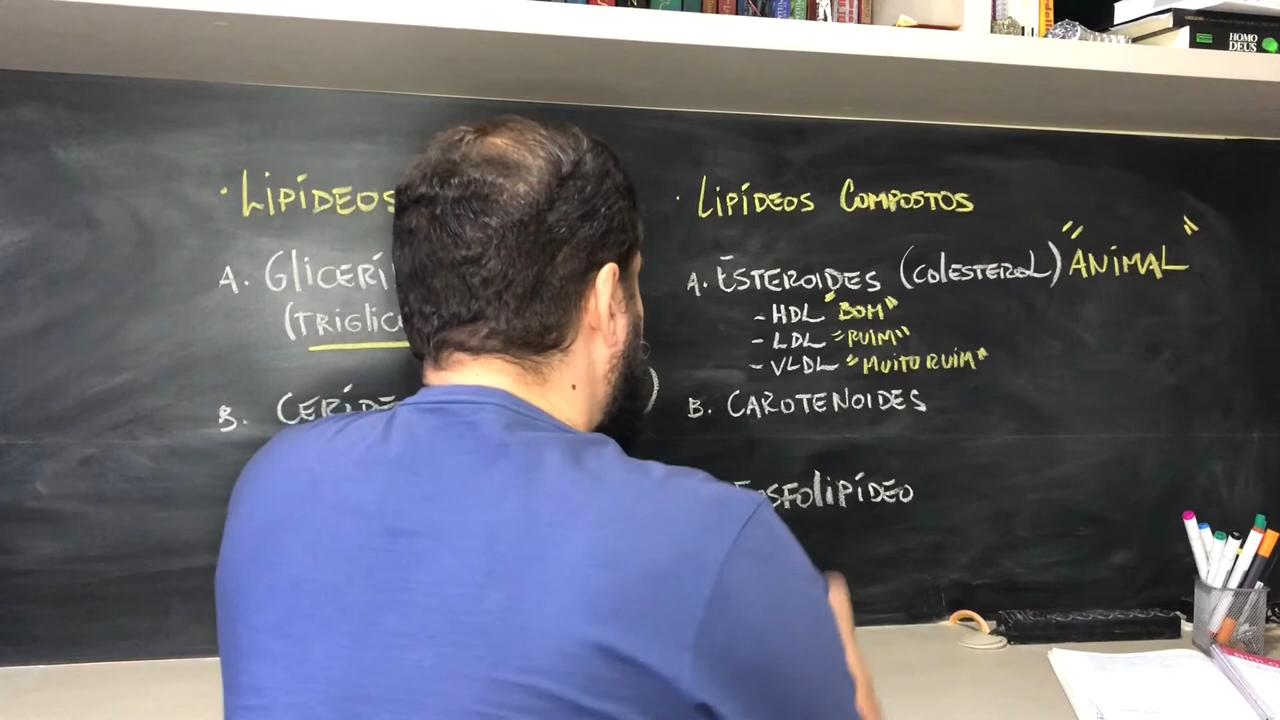 HOMO
DEUS
· LIPÍDEOS
A. GLICERÍ
(TRIGLIC
B. CERÍDE
· LIPÍDEOS COMPOSTOS
A. ESTEROIDES (COLESTEROL) "ANIMAL"
- HDL "BOM"
- LDL "RUIM"
- VLDL "MUITO RUIM"
B. CAROTENOIDES
FOSFOLIPÍDEO